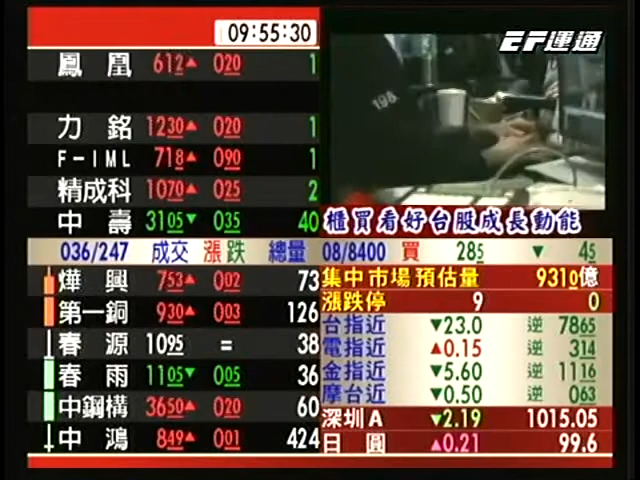 09:55:30
EF運通
鳳凰 612▲ 020 1
力銘 1230▲ 020 1
F-IML 718▲ 090 1
精成科 1070▲ 025 2
中壽 3105▼ 035 40
198
櫃買看好台股成長動能
036/247 成交 漲跌 總量
08/8400 買 285 ▼ 45
燁興 753▲ 002 73
第一銅 930▲ 003 126
春源 1095 = 38
春雨 1105▼ 005 36
中鋼構 3650▲ 020 60
中鴻 849▲ 001 424
集中市場預估量 9310億
漲跌停 9 0
台指近 ▼23.0 逆 7865
電指近 ▲0.15 逆 314
金指近 ▼5.60 逆 1116
摩台近 ▼0.50 逆 063
深圳A ▼2.19 1015.05
日圓 ▲0.21 99.6